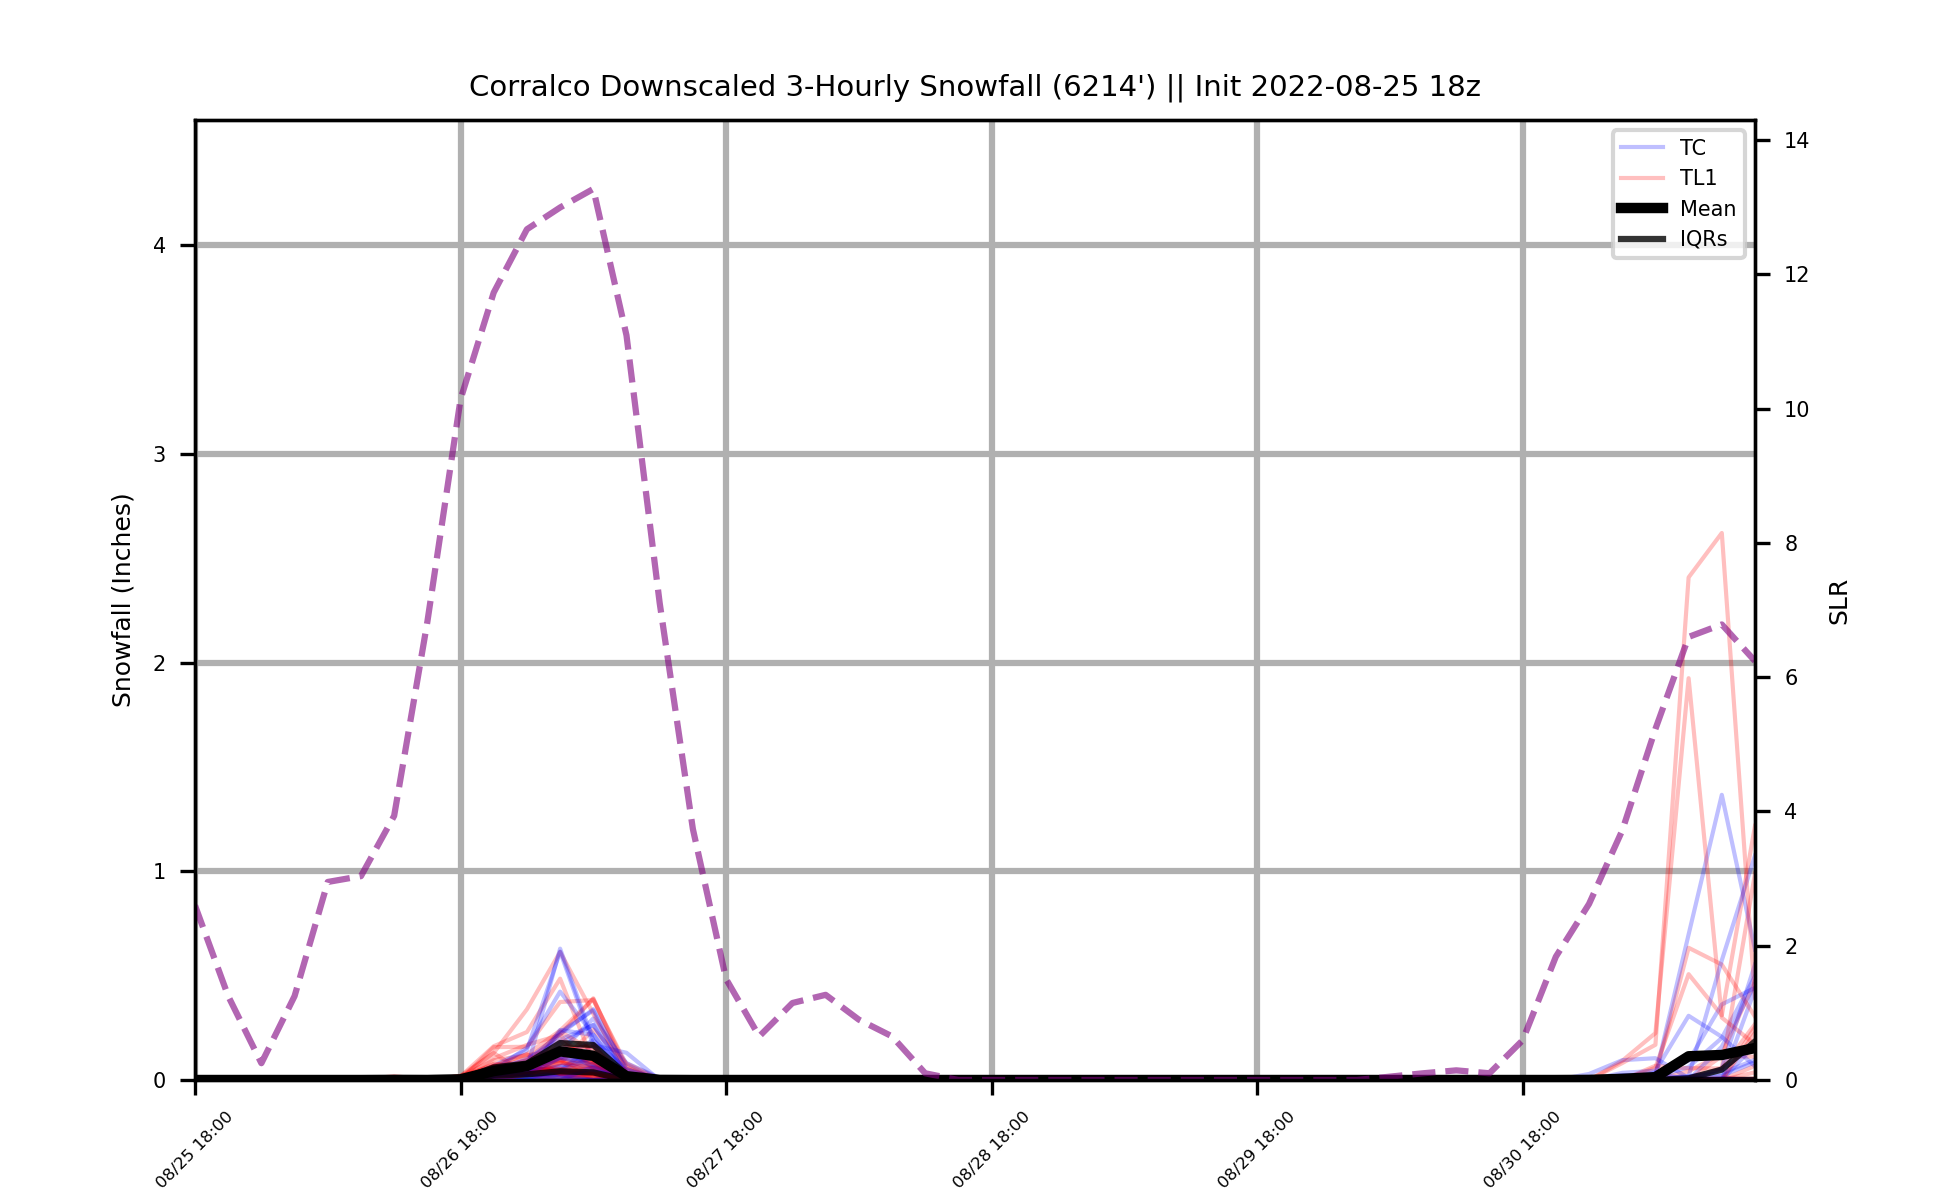 Corralco Downscaled 3-Hourly Snowfall (6214') || Init 2022-08-25 18z
TC
TL1
Mean
IQRs
Snowfall (Inches)
4
3
2
1
0
14
12
10
8
6
4
2
0
SLR
08/25 18:00
08/26 18:00
08/27 18:00
08/28 18:00
08/29 18:00
08/30 18:00